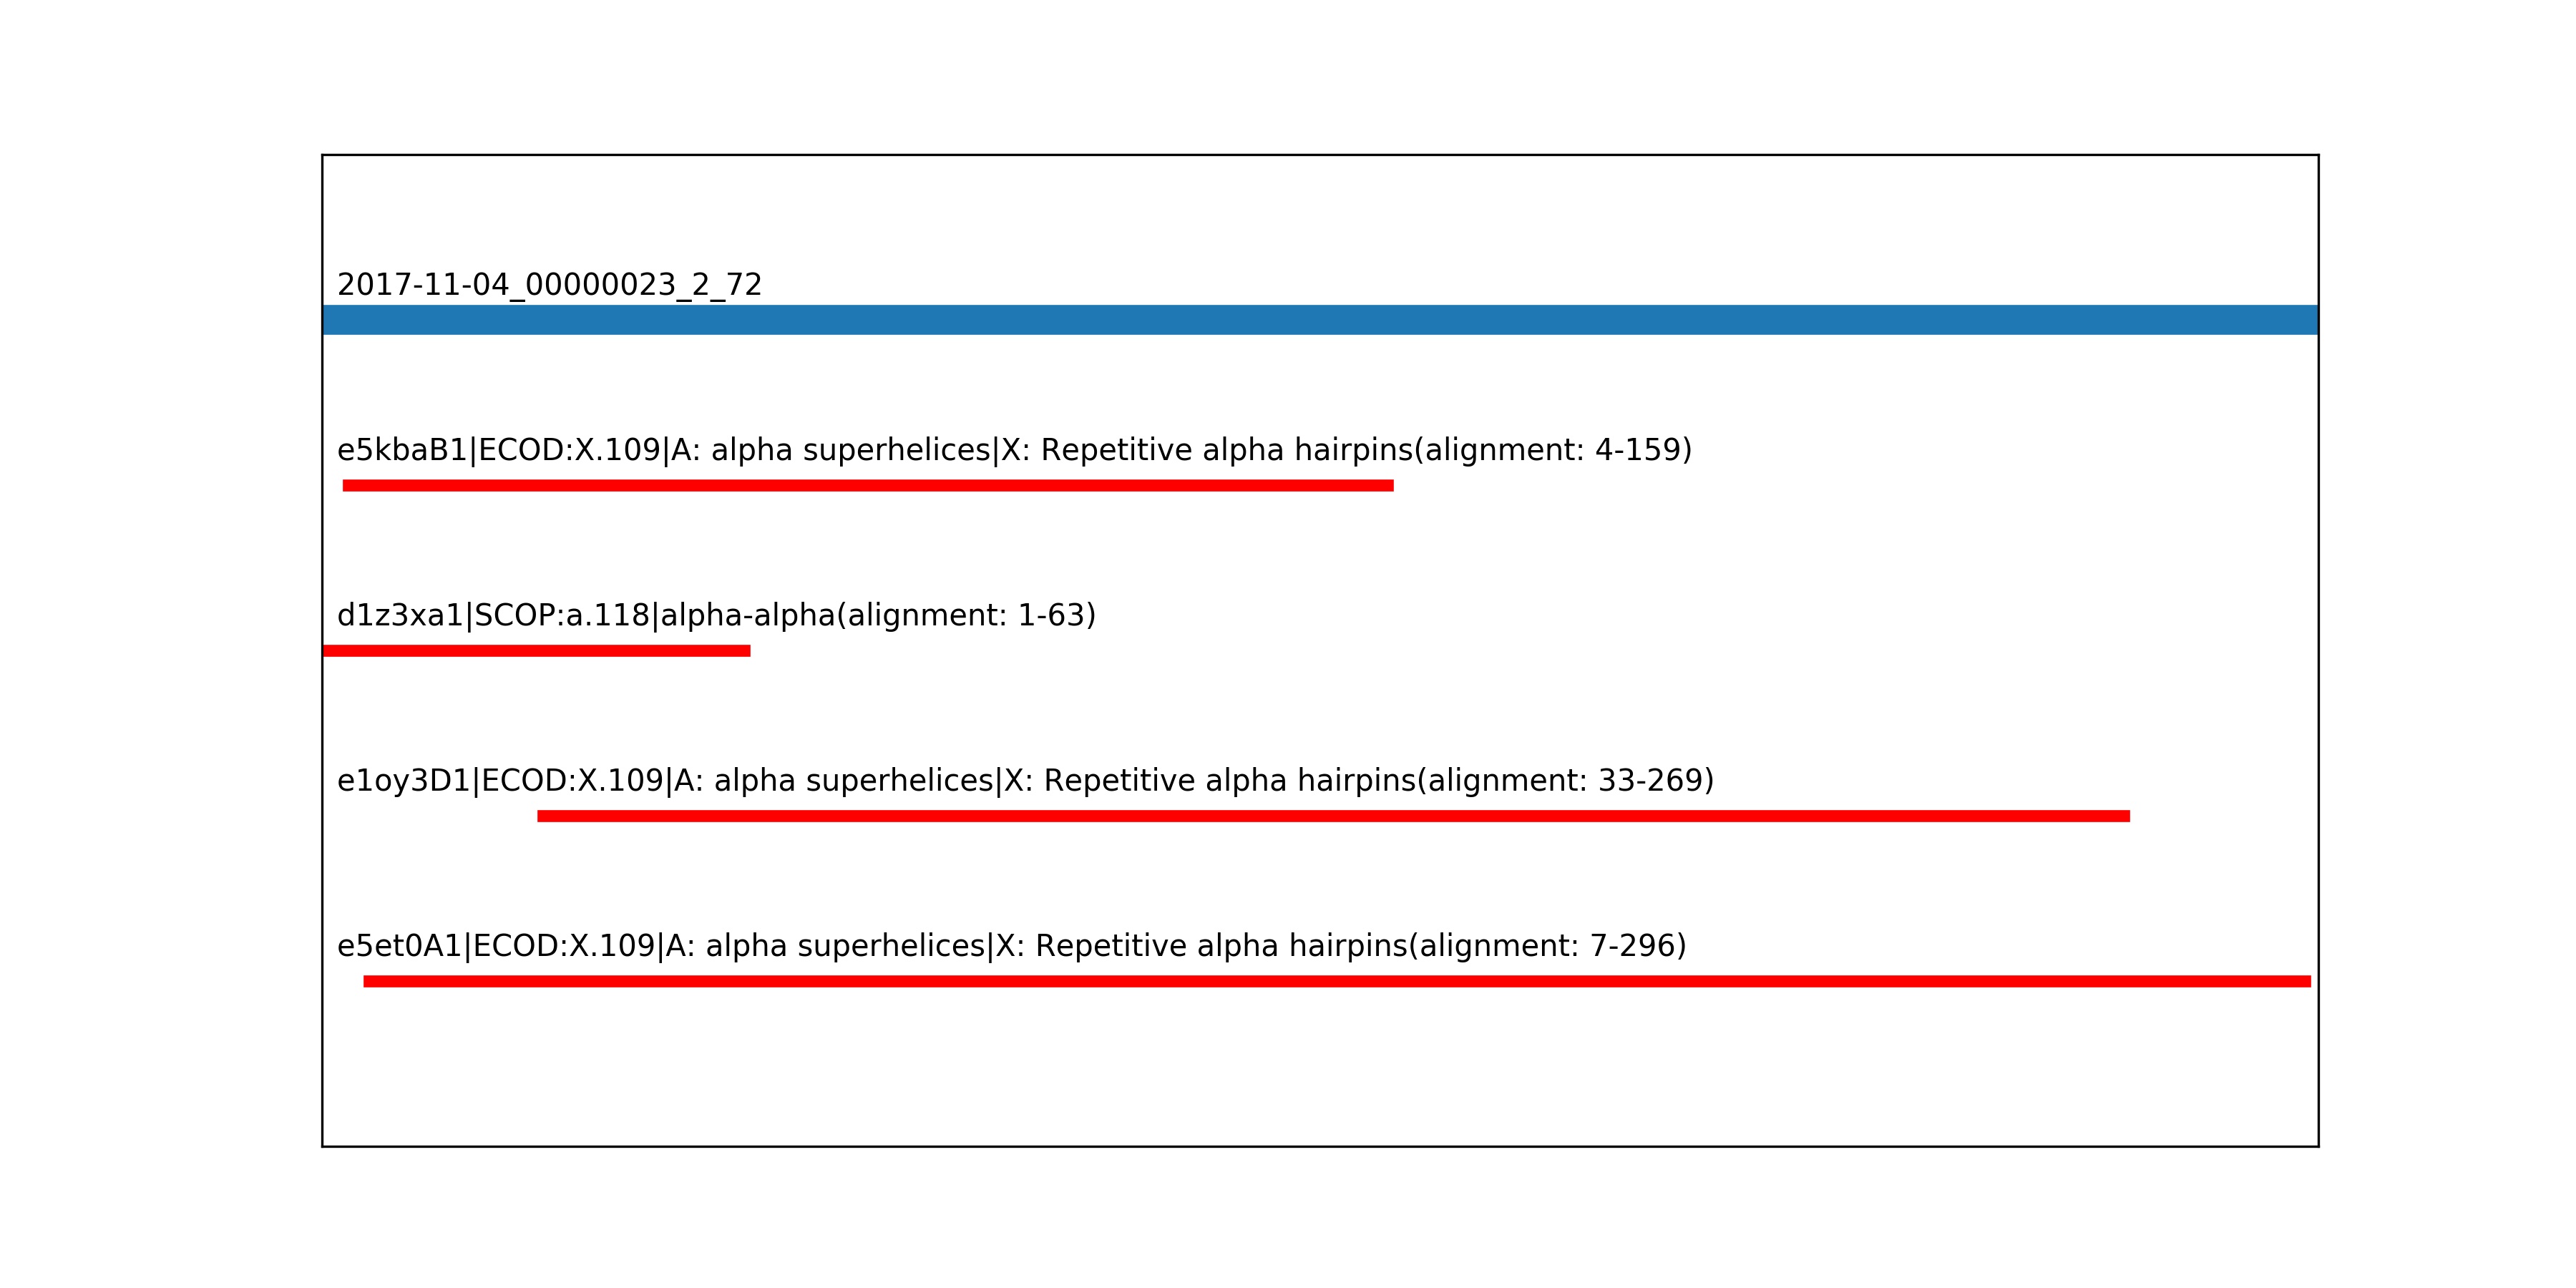 2017-11-04_00000023_2_72
e5kbaB1|ECOD:X.109|A: alpha superhelices|X: Repetitive alpha hairpins(alignment: 4-159)
d1z3xa1|SCOP:a.118|alpha-alpha(alignment: 1-63)
e1oy3D1|ECOD:X.109|A: alpha superhelices|X: Repetitive alpha hairpins(alignment: 33-269)
e5et0A1|ECOD:X.109|A: alpha superhelices|X: Repetitive alpha hairpins(alignment: 7-296)